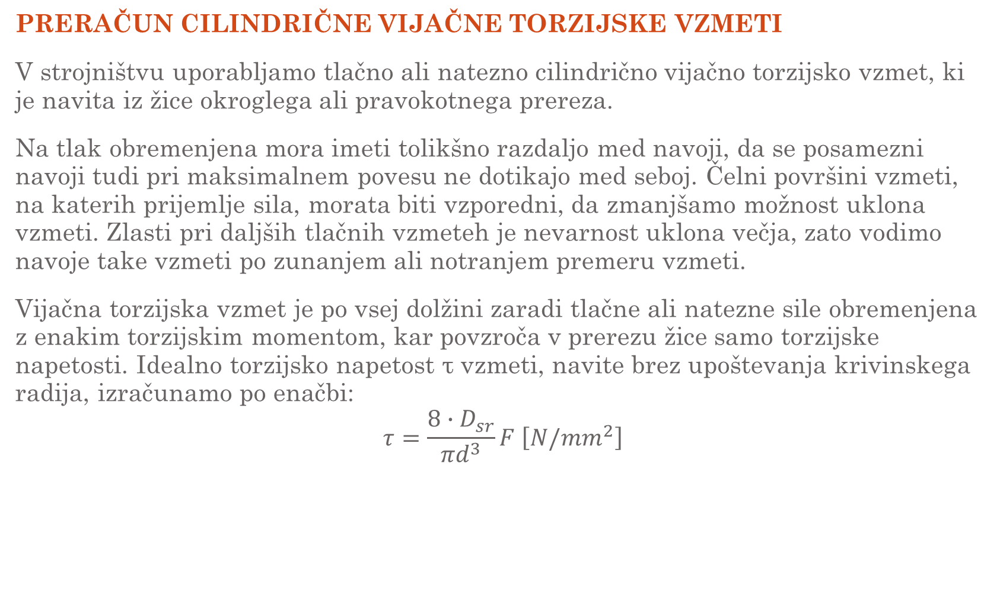 PRERAČUN CILINDRIČNE VIJAČNE TORZIJSKE VZMETI
V strojništvu uporabljamo tlačno ali natezno cilindrično vijačno torzijsko vzmet, ki
je navita iz žice okroglega ali pravokotnega prereza.
Na tlak obremenjena mora imeti tolikšno razdaljo med navoji, da se posamezni
navoji tudi pri maksimalnem povesu ne dotikajo med seboj. Čelni površini vzmeti,
na katerih prijemlje sila, morata biti vzporedni, da zmanjšamo možnost uklona
vzmeti. Zlasti pri daljših tlačnih vzmeteh je nevarnost uklona večja, zato vodimo
navoje take vzmeti po zunanjem ali notranjem premeru vzmeti.
Vijačna torzijska vzmet je po vsej dolžini zaradi tlačne ali natezne sile obremenjena
z enakim torzijskim momentom, kar povzroča v prerezu žice samo torzijske
napetosti. Idealno torzijsko napetost τ vzmeti, navite brez upoštevanja krivinskega
radija, izračunamo po enačbi:
τ = \frac{8 · D_{sr}}{πd^3} F [N/mm^2]